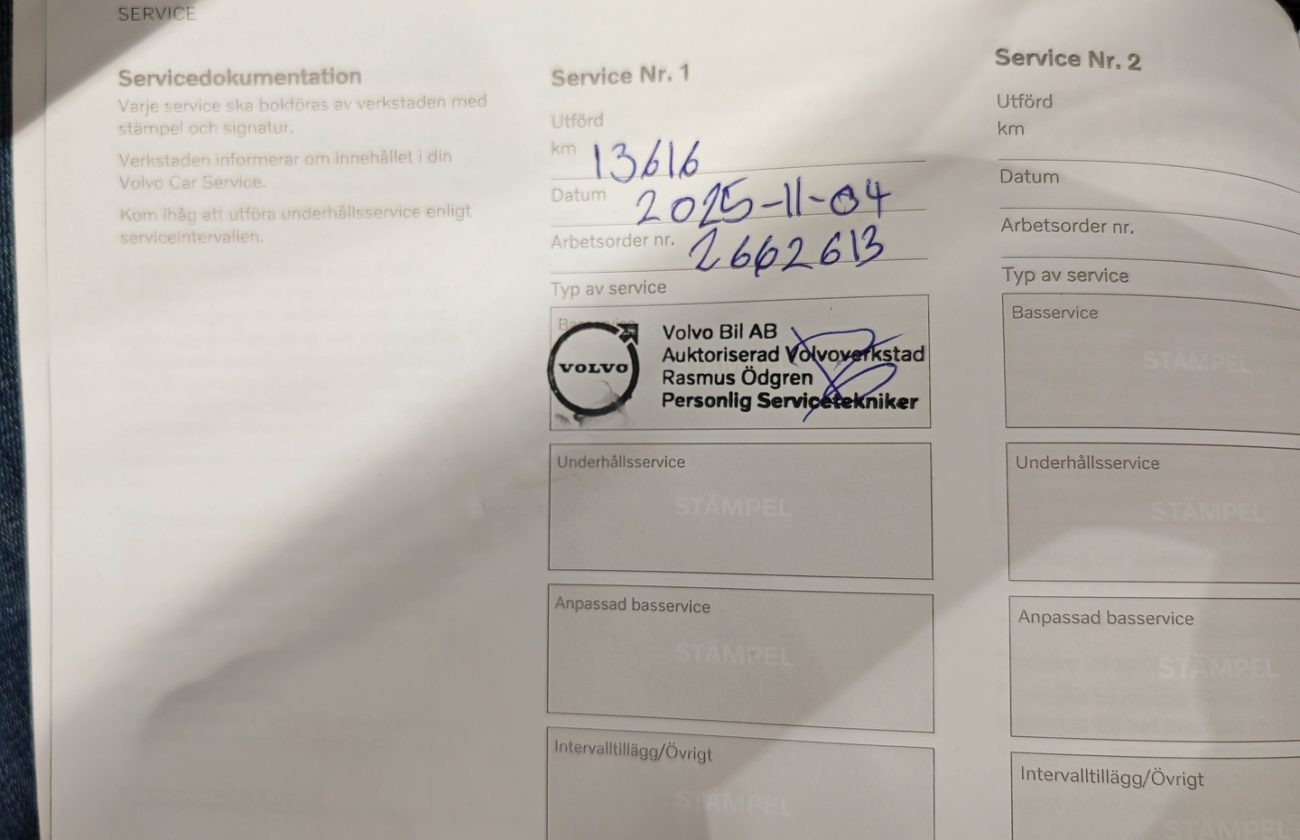 SERVICE
Servicedokumentation
Varje service ska bokföras av verkstaden med
stämpel och signatur.
Verkstaden informerar om innehållet i din
Volvo Car Service.
Kom ihåg att utföra underhållsservice enligt
serviceintervallen.
Service Nr. 1
Utförd
km 13616
Datum 2025-11-04
Arbetsorder nr. 2662613
Typ av service
Basservice
VOLVO
Volvo Bil AB
Auktoriserad Volvoverkstad
Rasmus Ödgren
Personlig Servicetekniker
Underhållsservice
STÄMPEL
Anpassad basservice
STÄMPEL
Intervalltillägg/Övrigt
STÄMPEL
Service Nr. 2
Utförd
km
Datum
Arbetsorder nr.
Typ av service
Basservice
STÄMPEL
Underhållsservice
STÄMPEL
Anpassad basservice
STÄMPEL
Intervalltillägg/Övrigt
STÄMPEL